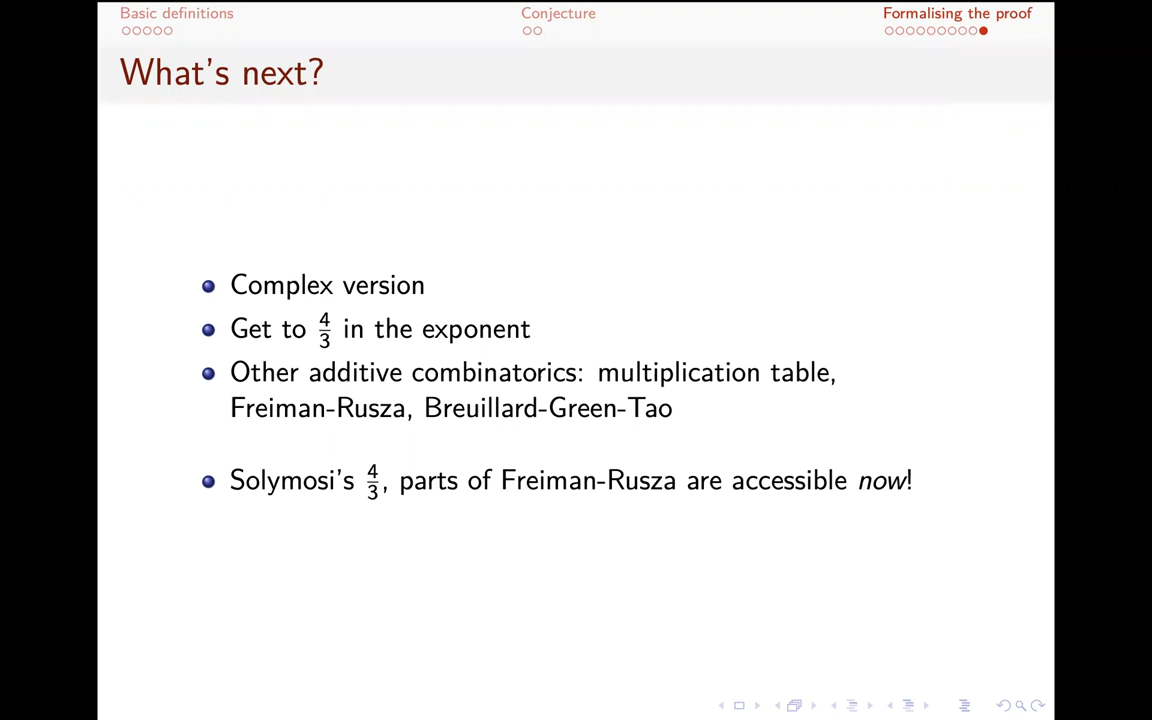 Basic definitions
Conjecture
Formalising the proof
What's next?
Complex version
Get to 4/3 in the exponent
Other additive combinatorics: multiplication table,
Freiman-Rusza, Breuillard-Green-Tao
Solymosi's 4/3, parts of Freiman-Rusza are accessible now!